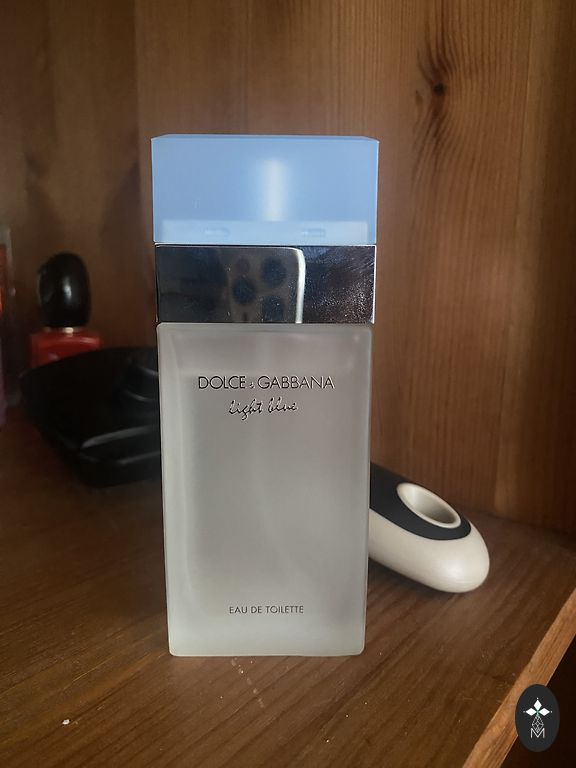 DOLCE & GABBANA
light blue
EAU DE TOILETTE
M